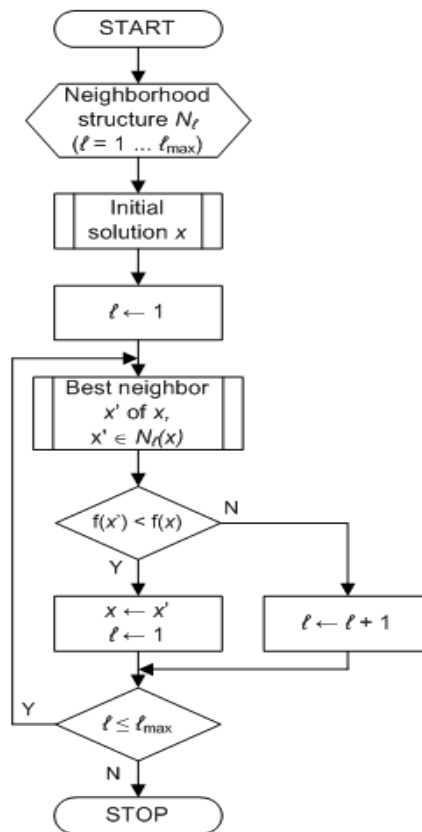 START
Neighborhood
structure Nℓ
(ℓ = 1 ... ℓmax)
Initial
solution x
ℓ ← 1
Best neighbor
x' of x,
x' ∈ Nℓ(x)
f(x`) < f(x)
N
Y
x ← x'
ℓ ← 1
ℓ ← ℓ + 1
Y
ℓ ≤ ℓmax
N
STOP